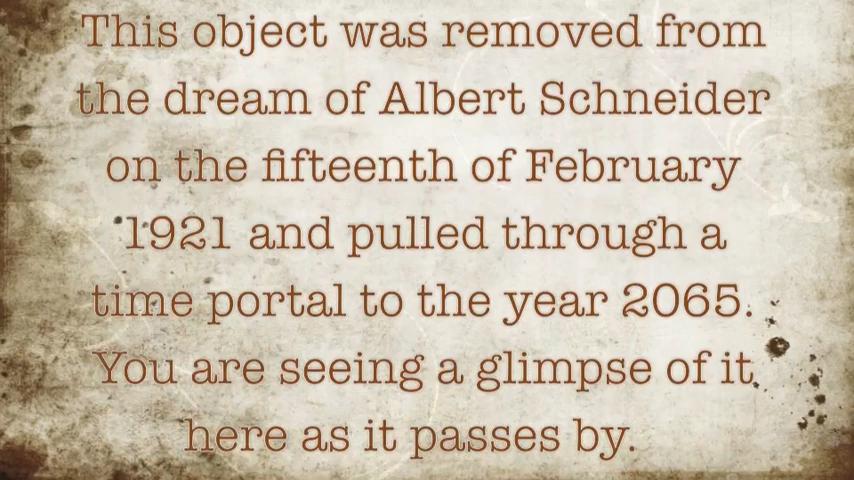 This object was removed from
the dream of Albert Schneider
on the fifteenth of February
1921 and pulled through a
time portal to the year 2065.
You are seeing a glimpse of it
here as it passes by.